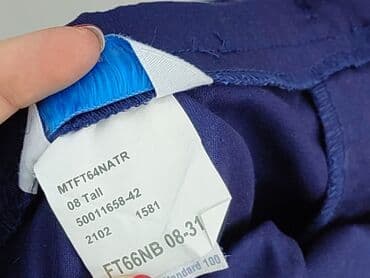 MTFT64NATR
08 Tall
50011658-42
2102 1581
FT66NB 08-31
Standard 100